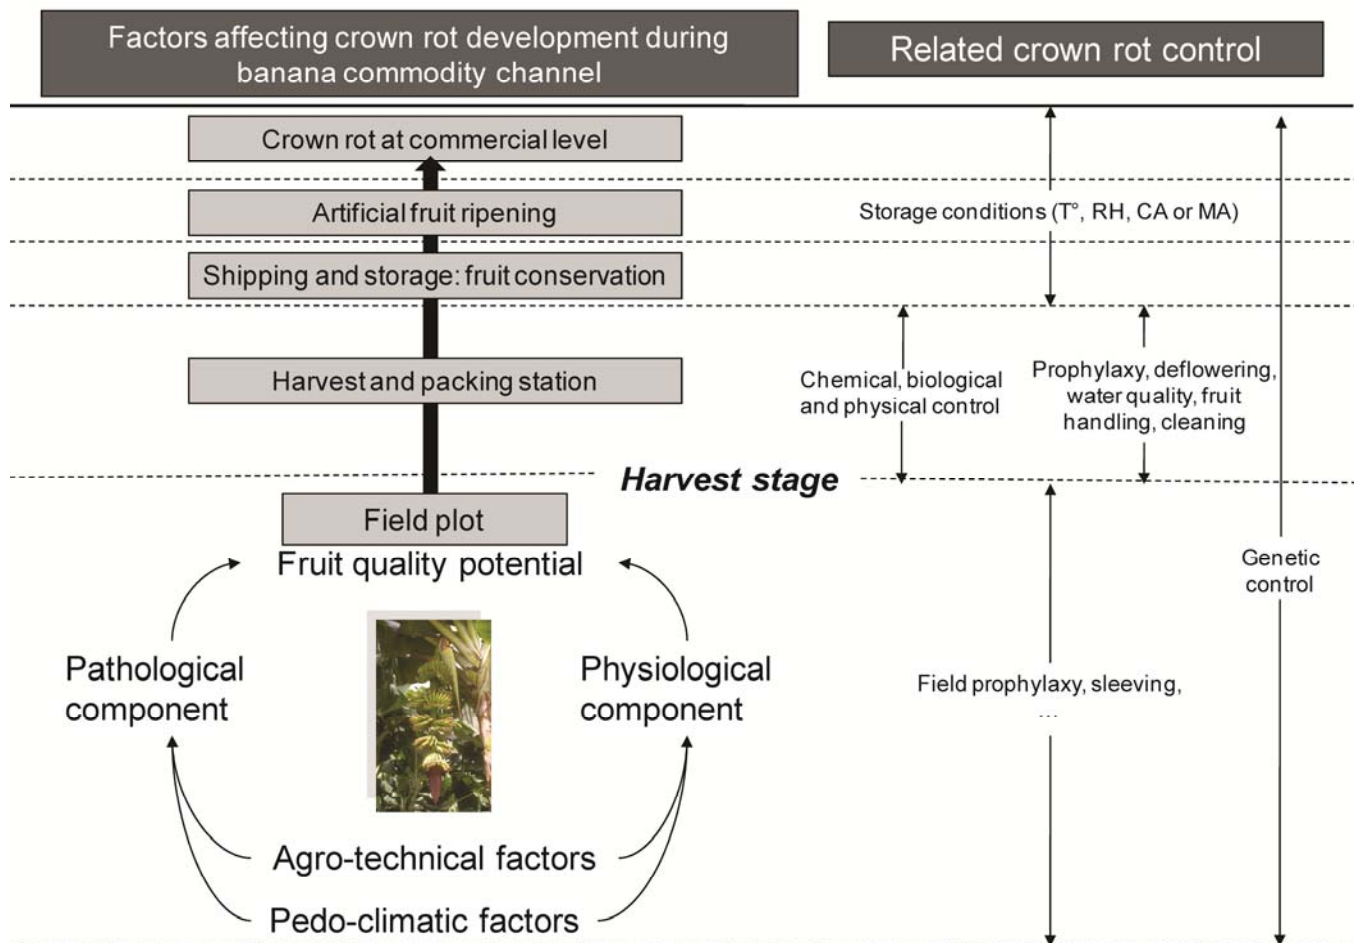 Factors affecting crown rot development during
banana commodity channel
Related crown rot control
Crown rot at commercial level
Artificial fruit ripening
Storage conditions (T°, RH, CA or MA)
Shipping and storage: fruit conservation
Harvest and packing station
Chemical, biological
and physical control
Prophylaxy, deflowering,
water quality, fruit
handling, cleaning
Harvest stage
Field plot
Fruit quality potential
Genetic
control
Pathological
component
Physiological
component
Field prophylaxy, sleeving,
...
Agro-technical factors
Pedo-climatic factors